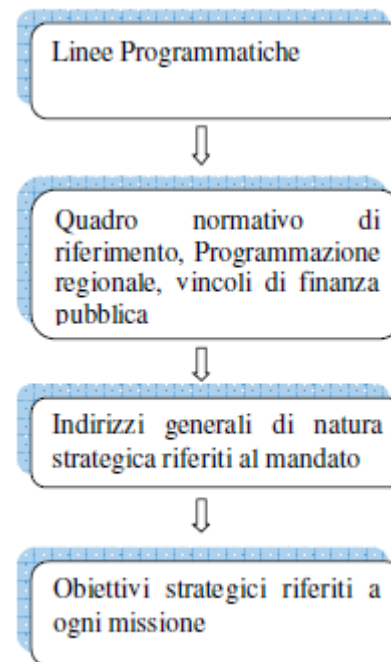 Linee Programmatiche
Quadro normativo di
riferimento, Programmazione
regionale, vincoli di finanza
pubblica
Indirizzi generali di natura
strategica riferiti al mandato
Obiettivi strategici riferiti a
ogni missione